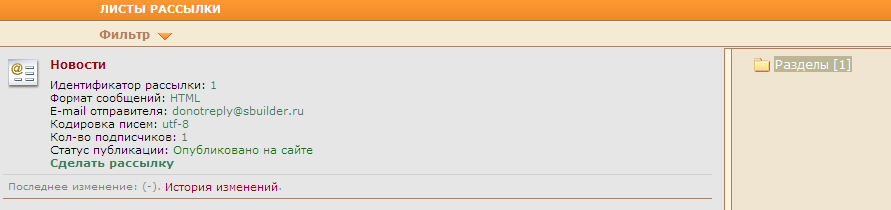 ЛИСТЫ РАССЫЛКИ
Фильтр
Новости
Идентификатор рассылки: 1
Формат сообщений: HTML
E-mail отправителя: donotreply@sbuilder.ru
Кодировка писем: utf-8
Кол-во подписчиков: 1
Статус публикации: Опубликовано на сайте
Сделать рассылку
Последнее изменение: (-). История изменений.
Разделы [1]